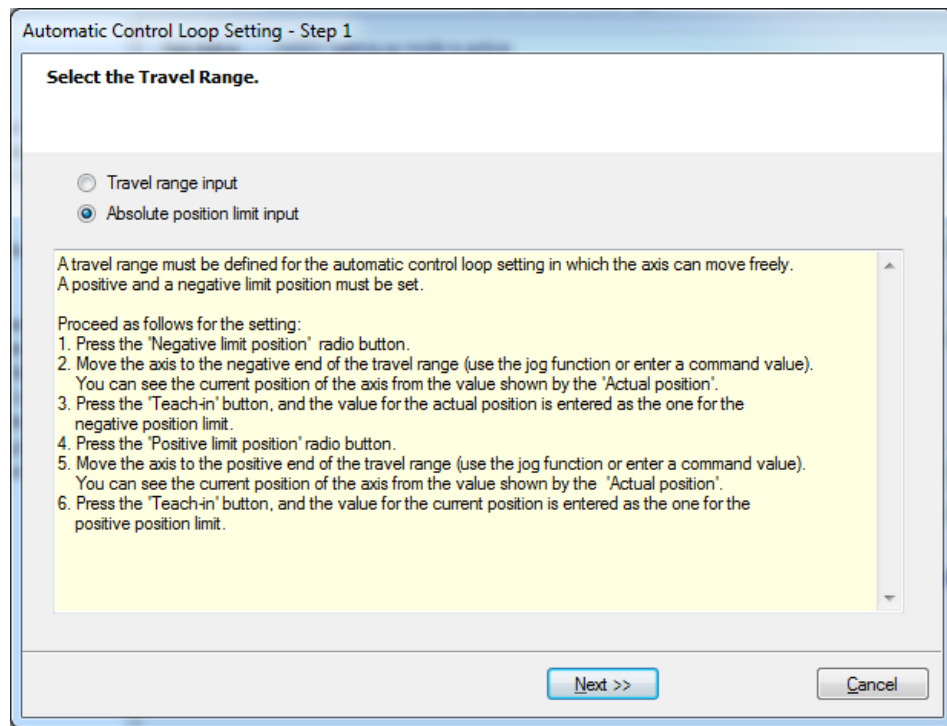 Automatic Control Loop Setting - Step 1
Select the Travel Range.
Travel range input
Absolute position limit input
A travel range must be defined for the automatic control loop setting in which the axis can move freely.
A positive and a negative limit position must be set.
Proceed as follows for the setting:
1. Press the 'Negative limit position' radio button.
2. Move the axis to the negative end of the travel range (use the jog function or enter a command value).
You can see the current position of the axis from the value shown by the 'Actual position'.
3. Press the 'Teach-in' button, and the value for the actual position is entered as the one for the
negative position limit.
4. Press the 'Positive limit position' radio button.
5. Move the axis to the positive end of the travel range (use the jog function or enter a command value).
You can see the current position of the axis from the value shown by the 'Actual position'.
6. Press the 'Teach-in' button, and the value for the current position is entered as the one for the
positive position limit.
Next >>
Cancel